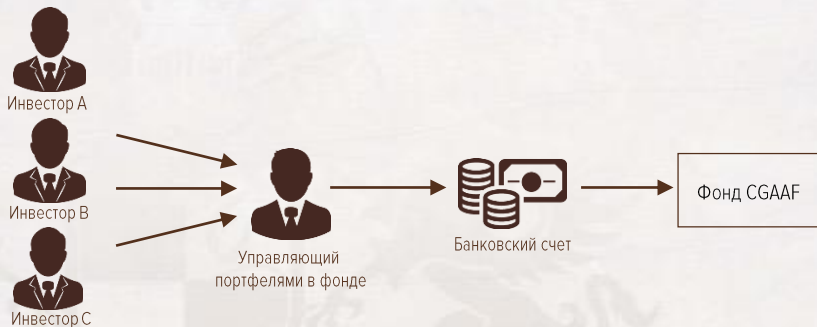 Инвестор A
Инвестор B
Инвестор C
Управляющий
портфелями в фонде
Банковский счет
Фонд CGAAF